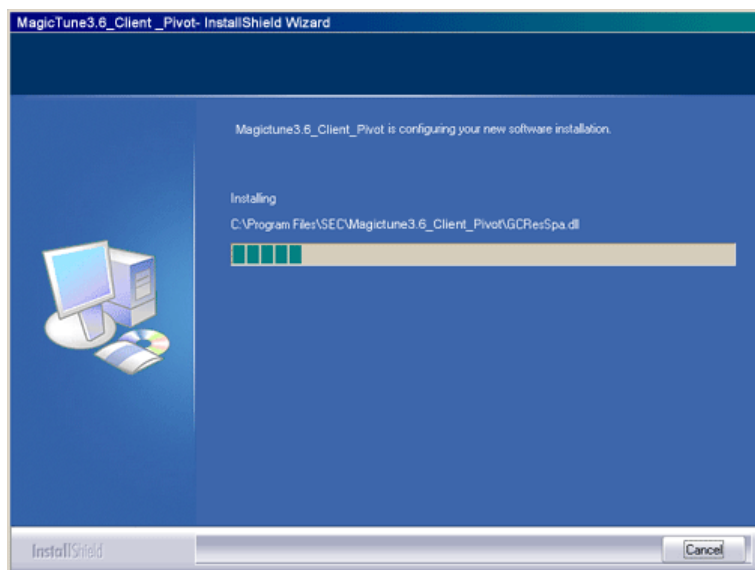 MagicTune3.6_Client _Pivot- InstallShield Wizard
Magictune3.6_Client_Pivot is configuring your new software installation.
Installing
C:\Program Files\SEC\Magictune3.6_Client_Pivot\GCResSpa.dll
InstallShield
Cancel